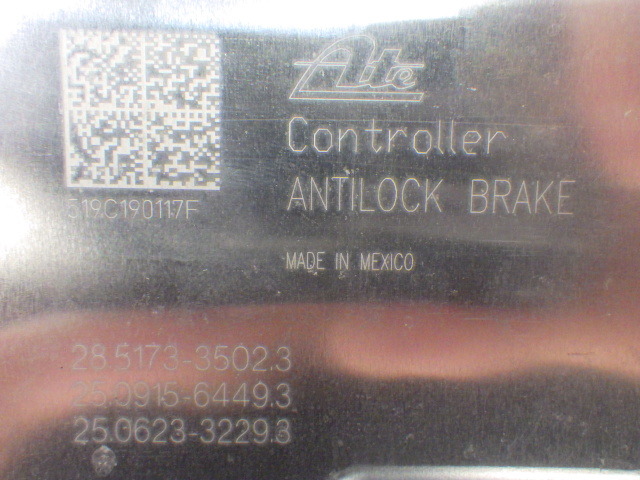 Ate
Controller
ANTILOCK BRAKE
519C190117F
MADE IN MEXICO
28.5173-3502.3
25.0915-6449.3
25.0623-3229.3